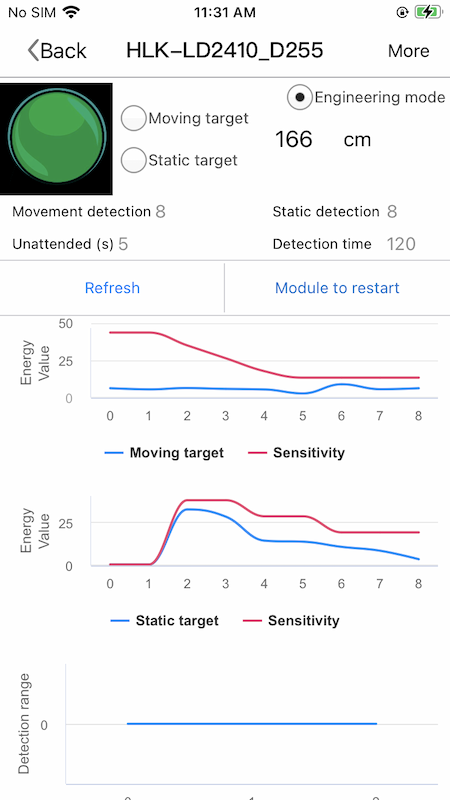 No SIM 11:31 AM
Back HLK-LD2410_D255 More
Engineering mode
Moving target
166 cm
Static target
Movement detection 8 Static detection 8
Unattended (s) 5 Detection time 120
Refresh Module to restart
Energy Value
50
25
0
0 1 2 3 4 5 6 7 8
Moving target Sensitivity
Energy Value
25
0
0 1 2 3 4 5 6 7 8
Static target Sensitivity
Detection range
0